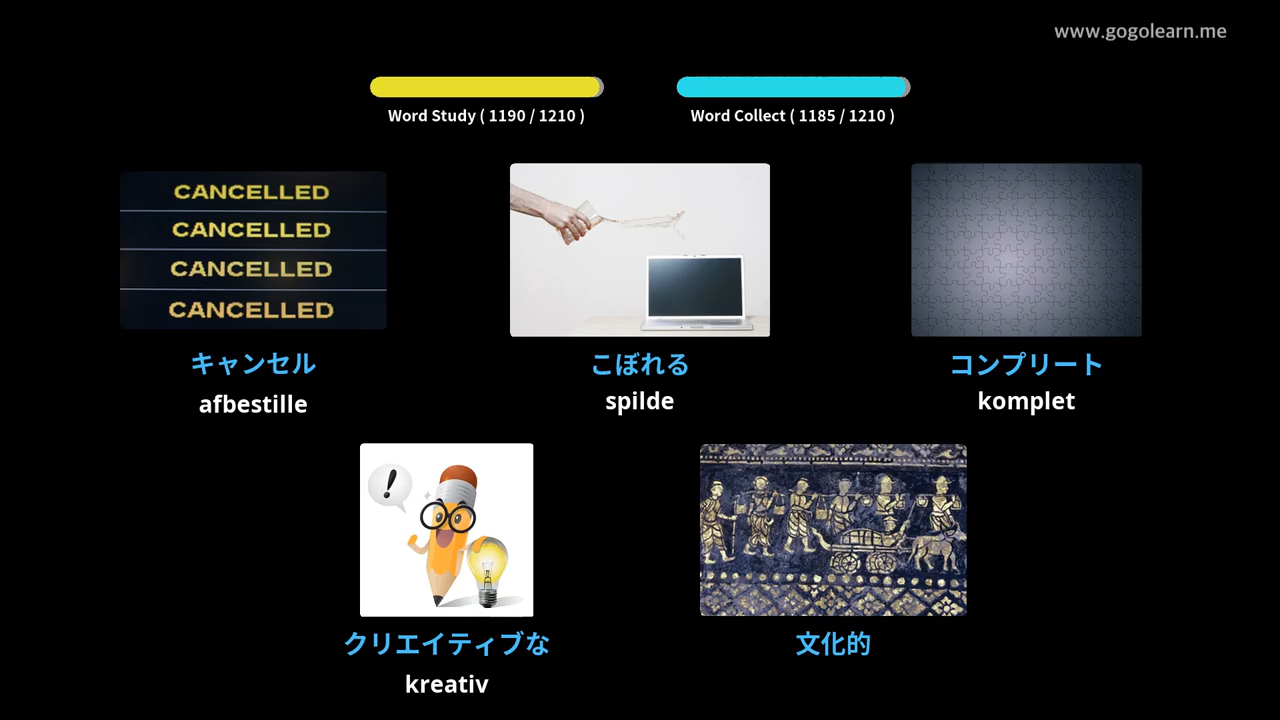 www.gogolearn.me
Word Study ( 1190 / 1210 )
Word Collect ( 1185 / 1210 )
CANCELLED
CANCELLED
CANCELLED
CANCELLED
キャンセル
afbestille
こぼれる
spilde
コンプリート
komplet
!
クリエイティブな
kreativ
文化的